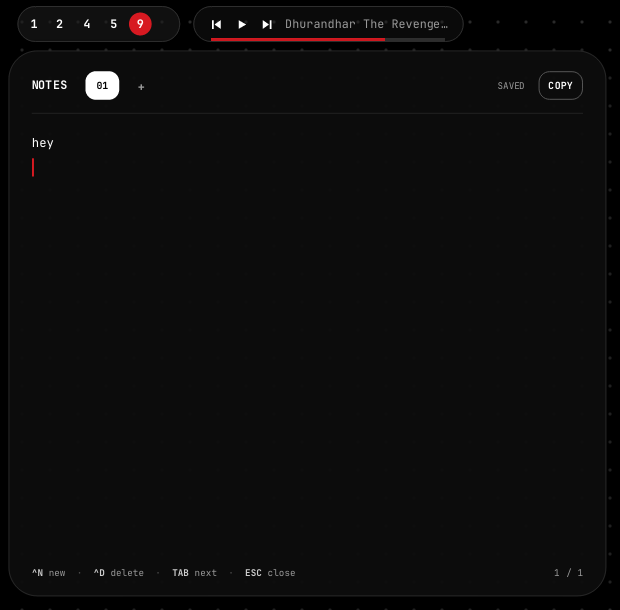 1 2 4 5 9
Dhurandhar The Revenge…
NOTES 01 + SAVED COPY
hey
^N new · ^D delete · TAB next · ESC close 1 / 1